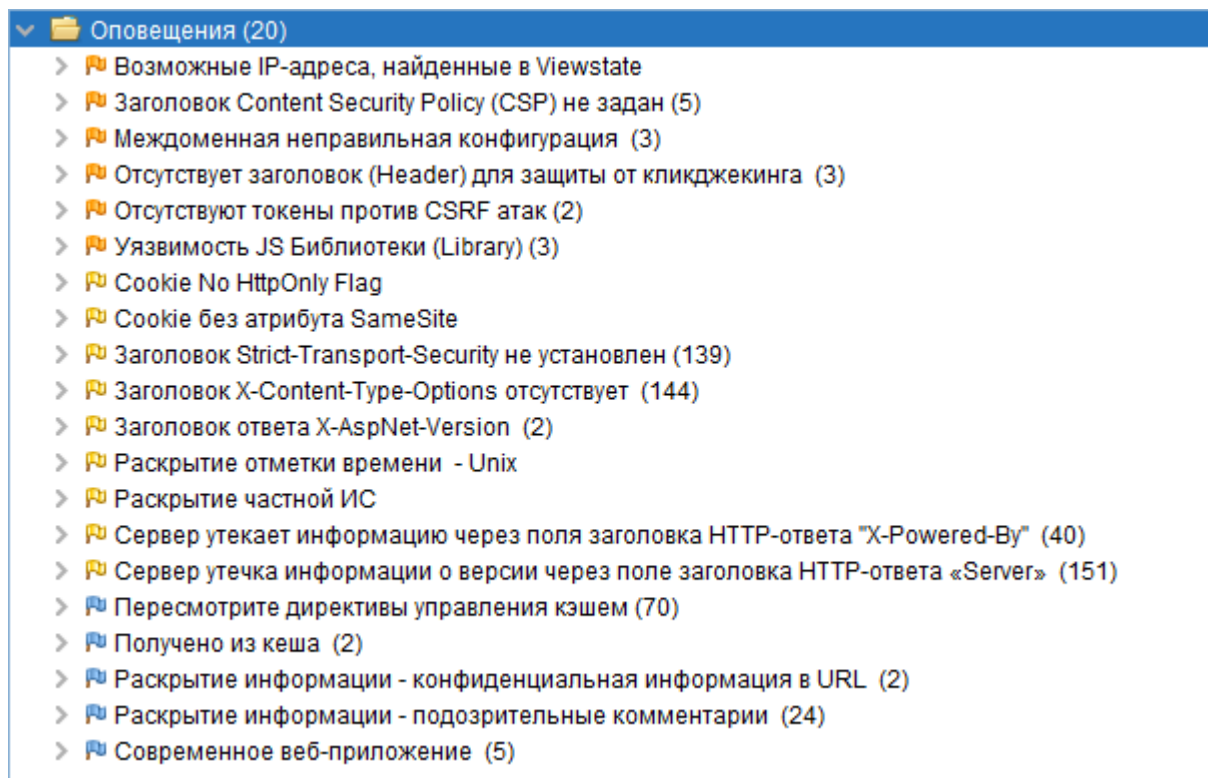 Оповещения (20)
Возможные IP-адреса, найденные в Viewstate
Заголовок Content Security Policy (CSP) не задан (5)
Междоменная неправильная конфигурация (3)
Отсутствует заголовок (Header) для защиты от кликджекинга (3)
Отсутствуют токены против CSRF атак (2)
Уязвимость JS Библиотеки (Library) (3)
Cookie No HttpOnly Flag
Cookie без атрибута SameSite
Заголовок Strict-Transport-Security не установлен (139)
Заголовок X-Content-Type-Options отсутствует (144)
Заголовок ответа X-AspNet-Version (2)
Раскрытие отметки времени - Unix
Раскрытие частной ИС
Сервер утекает информацию через поля заголовка HTTP-ответа "X-Powered-By" (40)
Сервер утечка информации о версии через поле заголовка HTTP-ответа «Server» (151)
Пересмотрите директивы управления кэшем (70)
Получено из кеша (2)
Раскрытие информации - конфиденциальная информация в URL (2)
Раскрытие информации - подозрительные комментарии (24)
Современное веб-приложение (5)